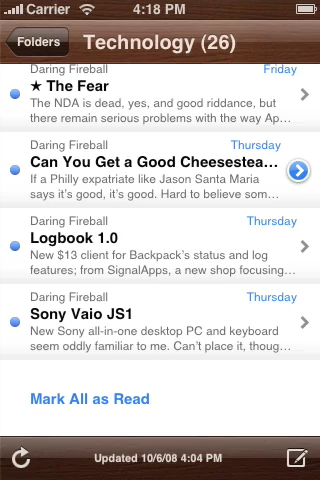 Carrier 4:18 PM
Folders Technology (26)
Daring Fireball Friday
★ The Fear
The NDA is dead, yes, and good riddance, but
there remain serious problems with the way Ap…
Daring Fireball Thursday
Can You Get a Good Cheesestea…
If a Philly expatriate like Jason Santa Maria
says it’s good, it’s good. Hard to believe som…
Daring Fireball Thursday
Logbook 1.0
New $13 client for Backpack’s status and log
features; from SignalApps, a new shop focusing…
Daring Fireball Thursday
Sony Vaio JS1
New Sony all-in-one desktop PC and keyboard
seem oddly familiar to me. Can’t place it, thoug…
Mark All as Read
Updated 10/6/08 4:04 PM